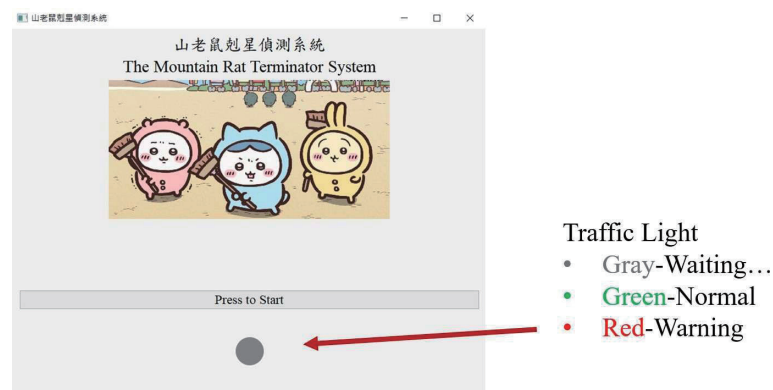 山老鼠剋星偵測系統
山老鼠剋星偵測系統
The Mountain Rat Terminator System
Press to Start
Traffic Light
• Gray-Waiting…
• Green-Normal
• Red-Warning